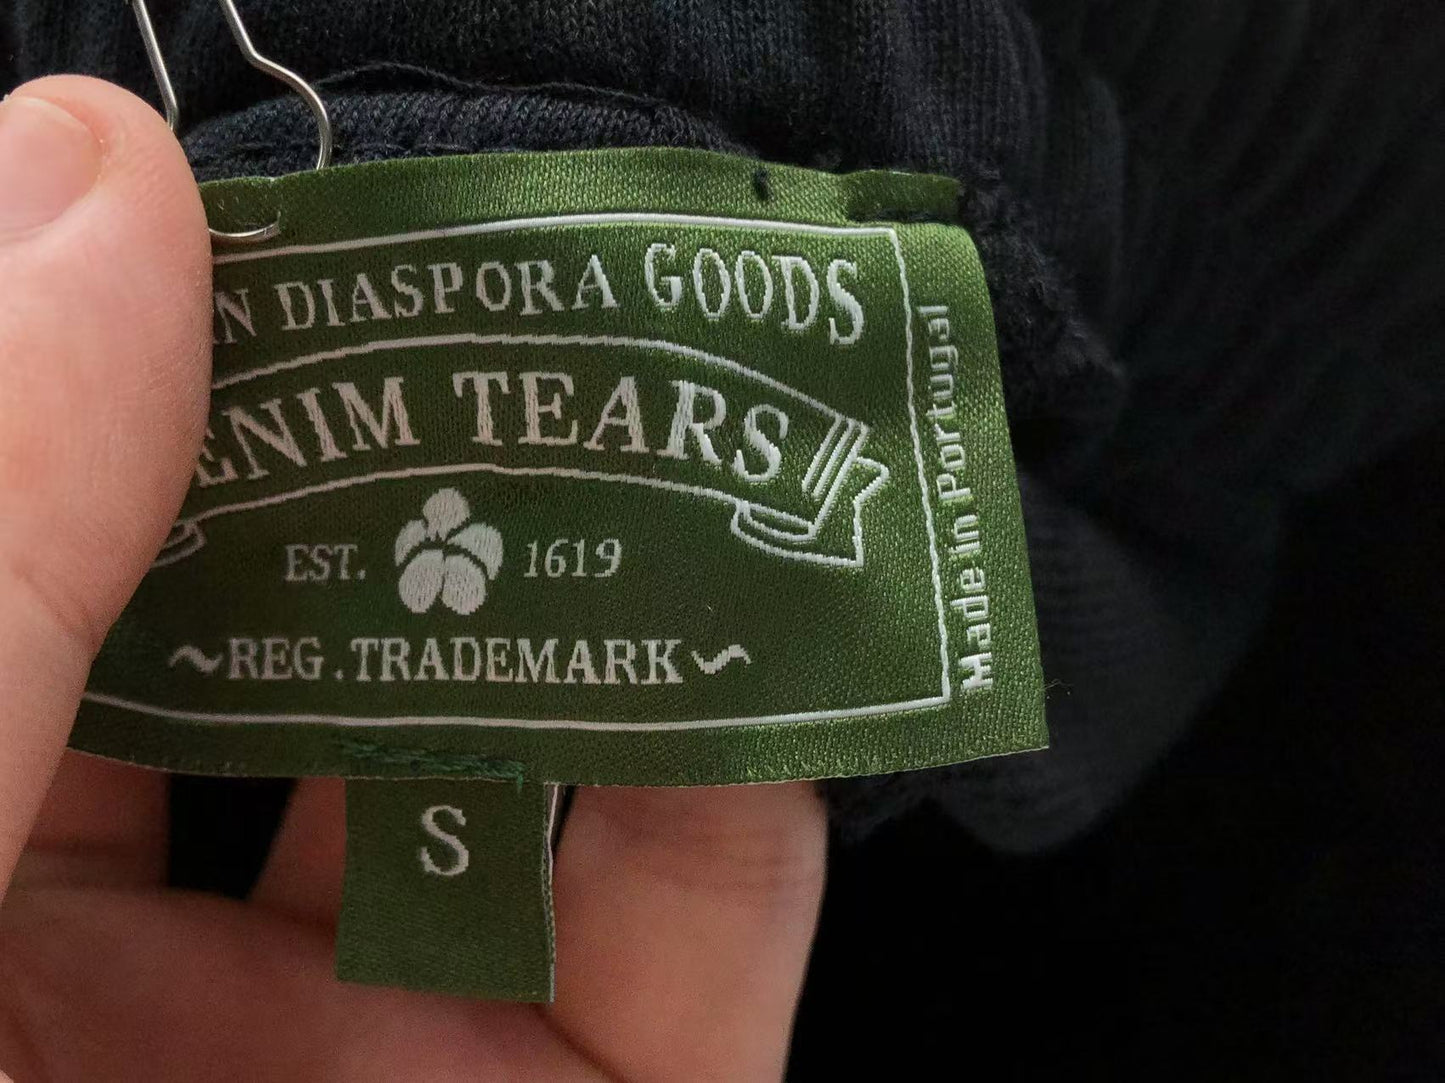 N DIASPORA GOODS
ENIM TEARS
EST. 1619
~REG.TRADEMARK~
Made in Portugal
S